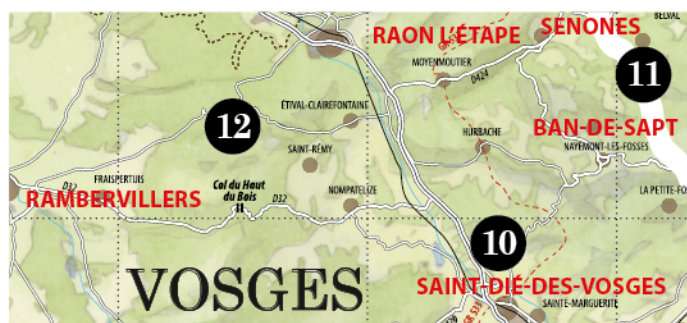 BELVAL
RAON L'ÉTAPE
SENONES
MOYENMOUTIER
D424
11
ÉTIVAL-CLAIREFONTAINE
12
HURBACHE
BAN-DE-SAPT
NAYEMONT-LES-FOSSES
SAINT-RÉMY
FRAISPERTUIS
D32
RAMBERVILLERS
Col du Haut
du Bois
D32
NOMPATELIZE
LA PETITE-FO
10
VOSGES
SAINT-DIÉ-DES-VOSGES
SAINTE-MARGUERITE
GR 533